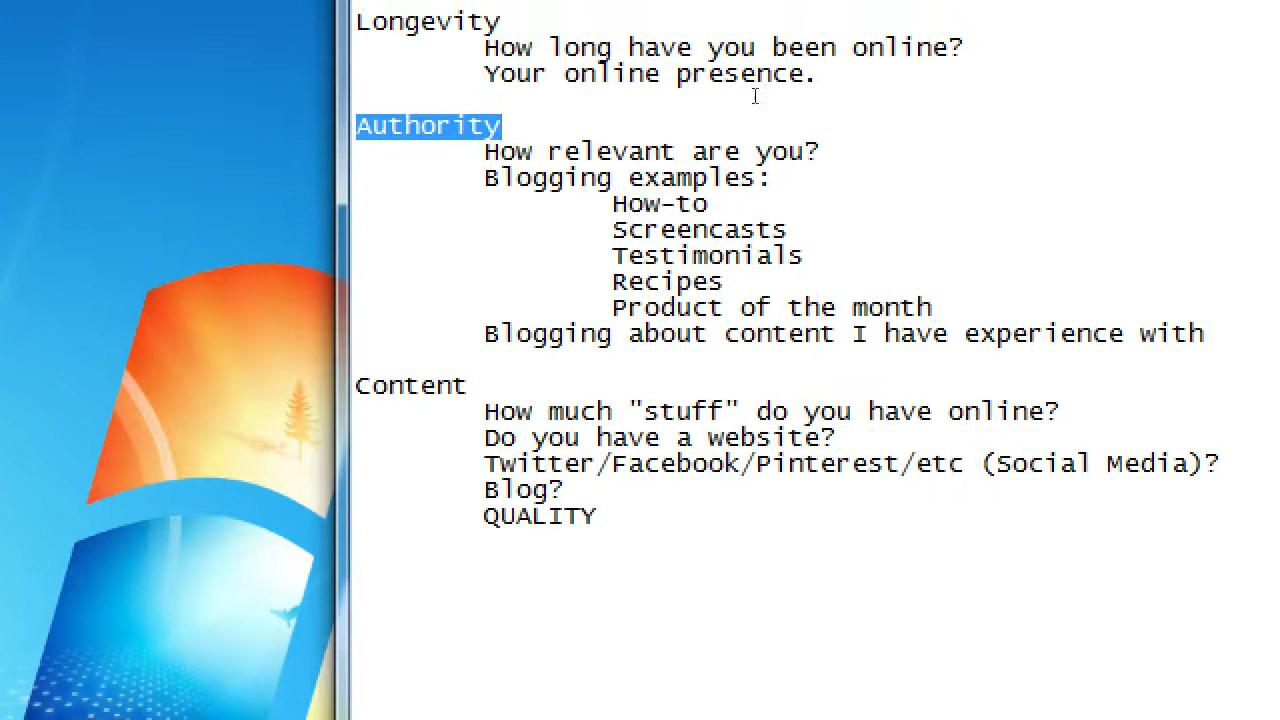 Longevity
How long have you been online?
Your online presence.
Authority
How relevant are you?
Blogging examples:
How-to
Screencasts
Testimonials
Recipes
Product of the month
Blogging about content I have experience with
Content
How much "stuff" do you have online?
Do you have a website?
Twitter/Facebook/Pinterest/etc (Social Media)?
Blog?
QUALITY